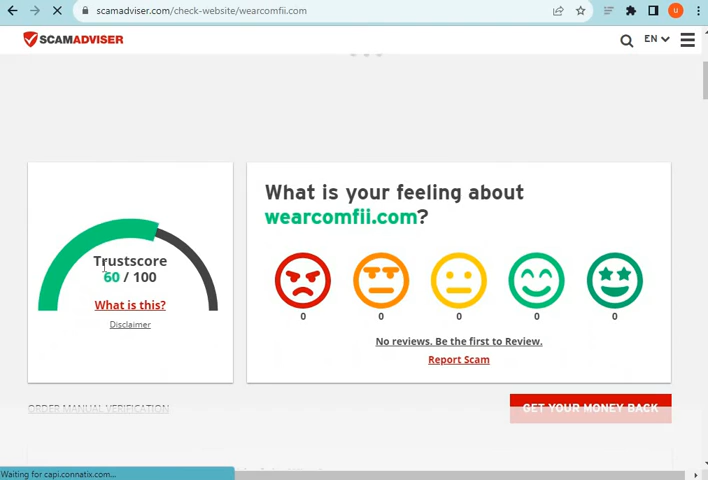 scamadviser.com/check-website/wearcomfii.com
u
SCAMADVISER
EN
Trustscore
60 / 100
What is this?
Disclaimer
What is your feeling about
wearcomfii.com?
0 0 0 0 0
No reviews. Be the first to Review.
Report Scam
ORDER MANUAL VERIFICATION
GET YOUR MONEY BACK
Waiting for capi.connatix.com...